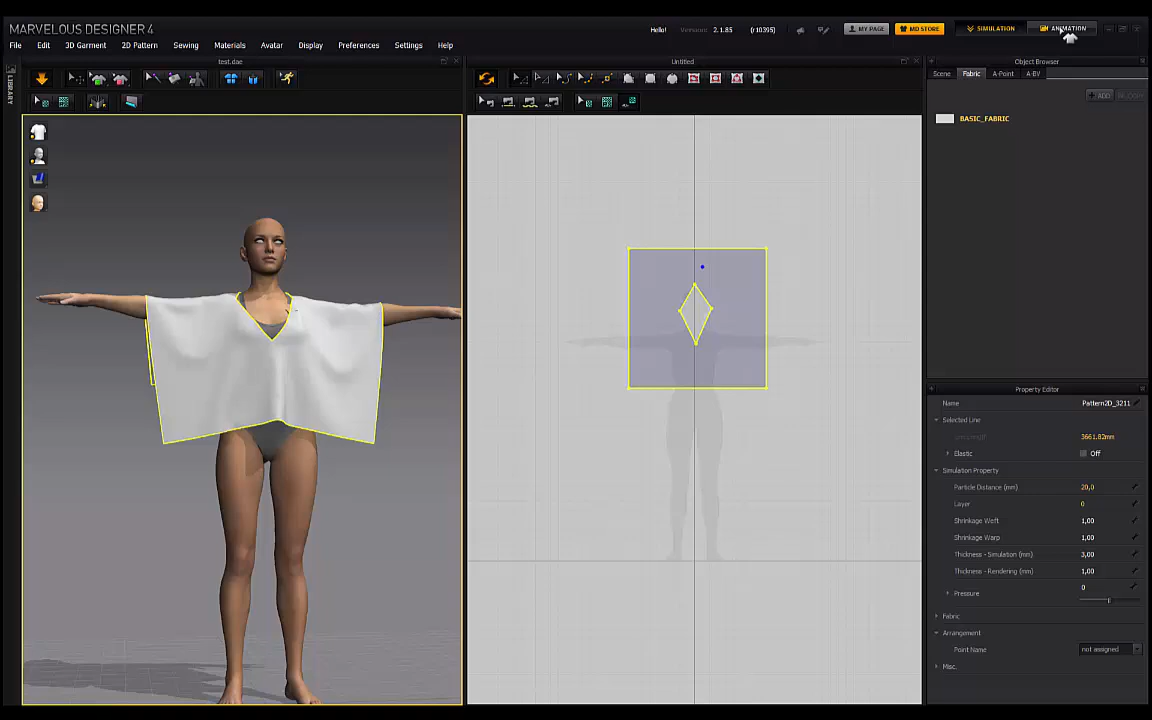 MARVELOUS DESIGNER 4
Hello!
2.1.85
(r10395)
MY PAGE
MD STORE
SIMULATION
ANIMATION
File Edit 3D Garment 2D Pattern Sewing Materials Avatar Display Preferences Settings Help
test.dae
Untitled
Object Browser
LIBRARY
Scene Fabric A-Point A-BV
+ ADD
BASIC_FABRIC
Property Editor
Name Pattern2D_3211
Selected Line
3661.82mm
Elastic Off
Simulation Property
Particle Distance (mm) 20,0
Layer 0
Shrinkage Weft 1,00
Shrinkage Warp 1,00
Thickness - Simulation (mm) 3,00
Thickness - Rendering (mm) 1,00
Pressure 0
Fabric
Arrangement
Point Name not assigned
Misc.